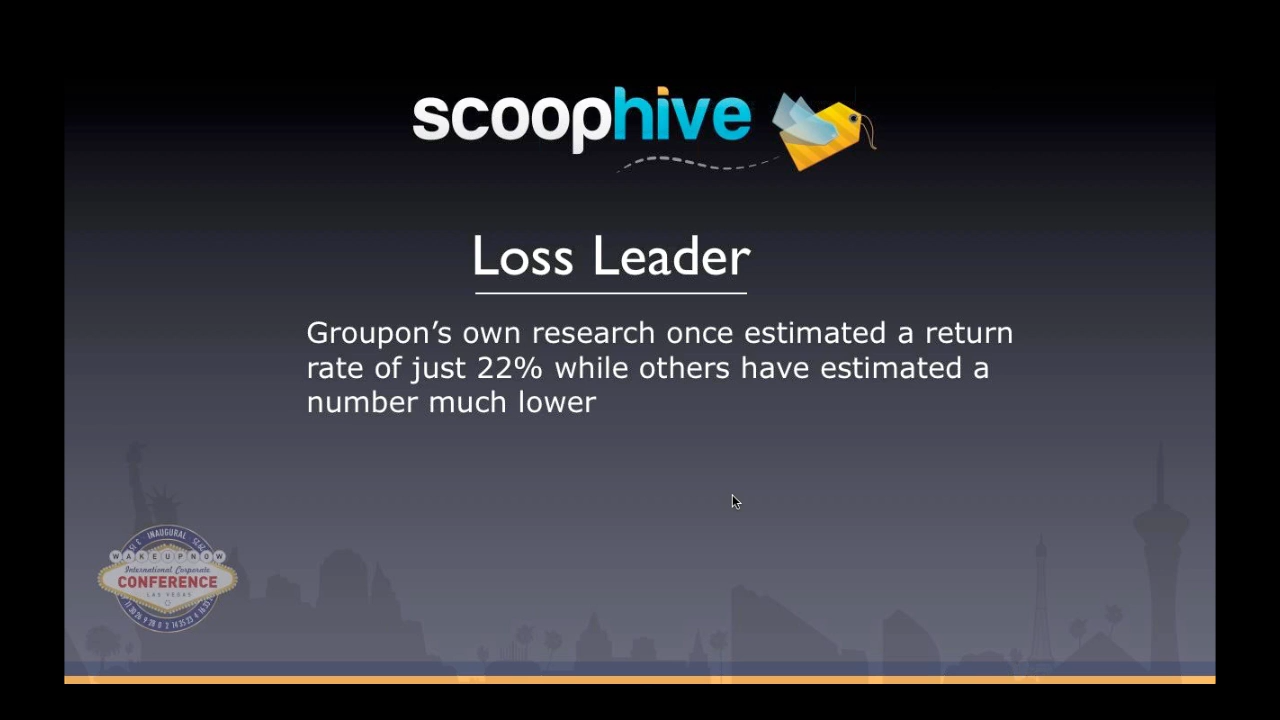 scoophive
Loss Leader
Groupon’s own research once estimated a return
rate of just 22% while others have estimated a
number much lower
INAUGURAL
WAKEUPNOW
International Corporate
CONFERENCE
LAS VEGAS